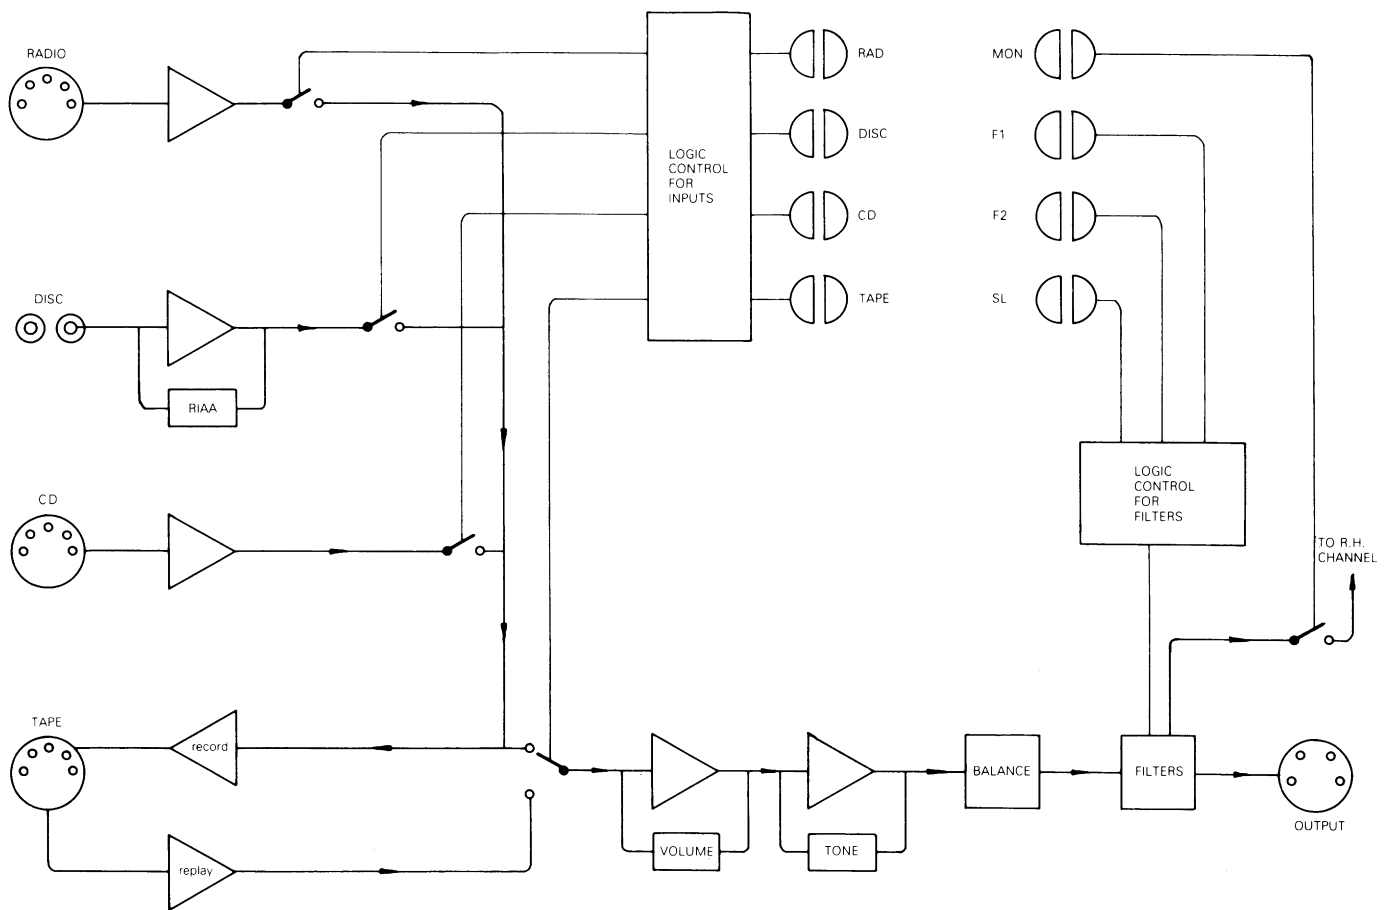 RADIO
RAD
MON
DISC
F1
LOGIC
CONTROL
FOR
INPUTS
CD
F2
DISC
TAPE
SL
RIAA
LOGIC
CONTROL
FOR
FILTERS
CD
TO R.H.
CHANNEL
TAPE
record
BALANCE
FILTERS
VOLUME
TONE
OUTPUT
replay